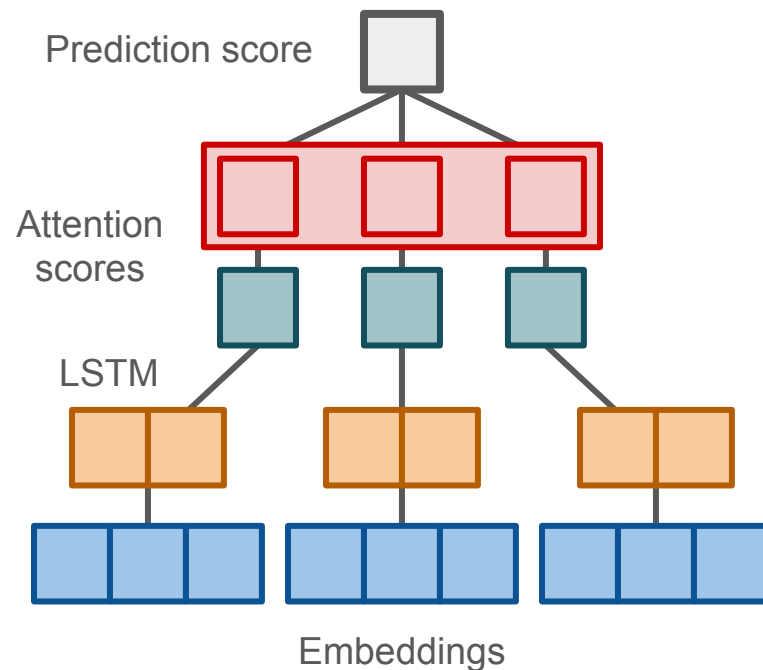 Prediction score
Attention
scores
LSTM
Embeddings